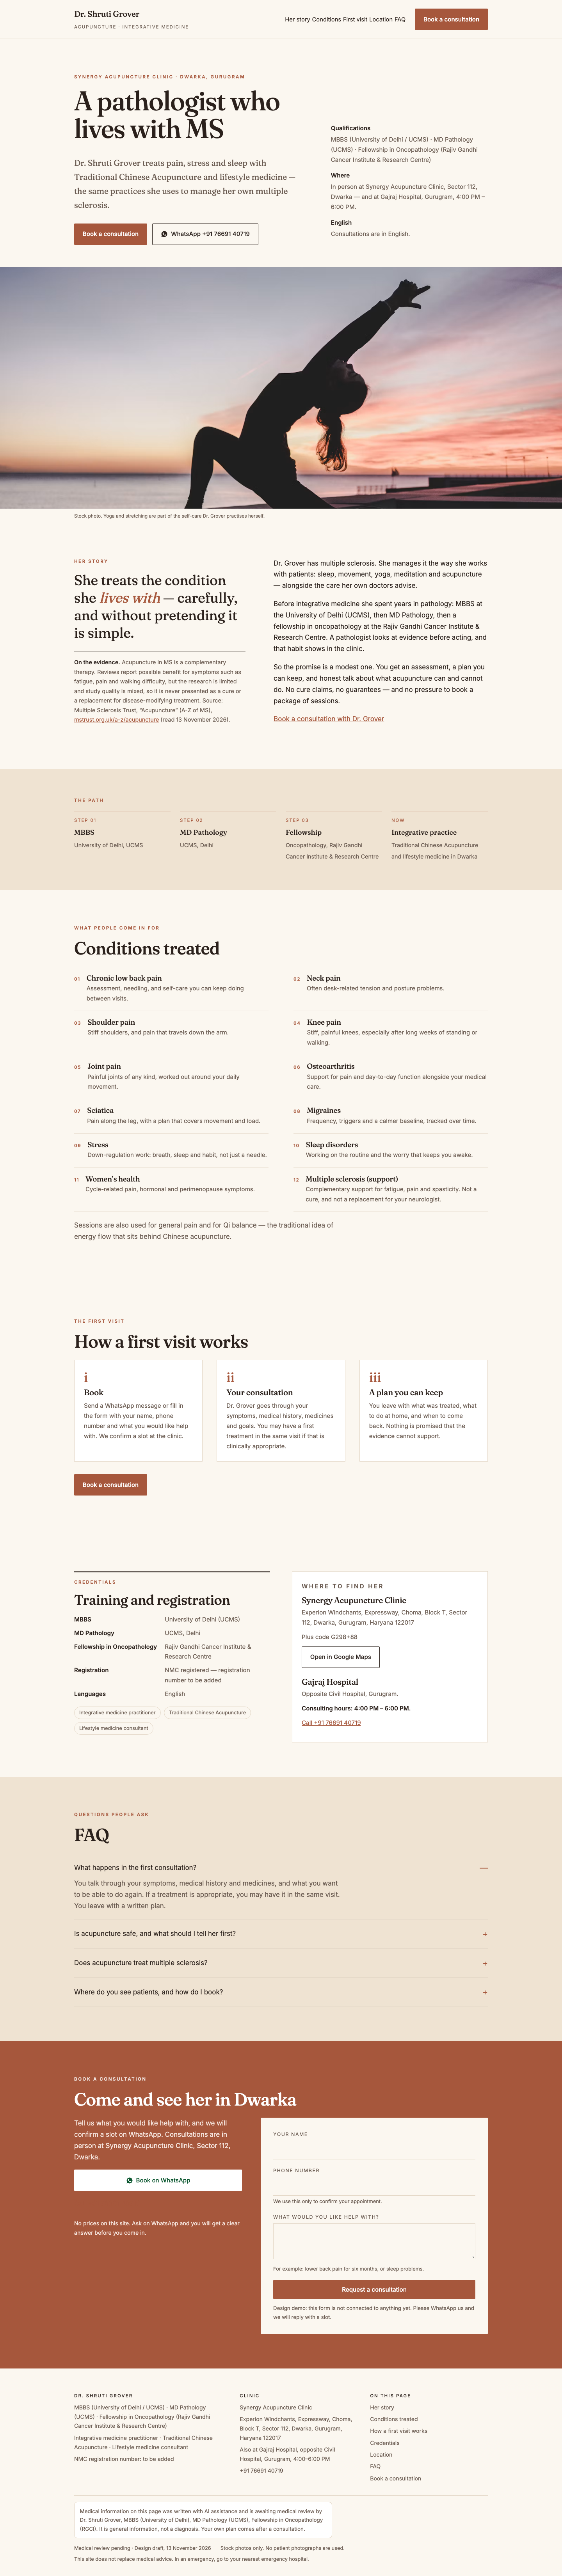 Dr. Shruti Grover
ACUPUNCTURE · INTEGRATIVE MEDICINE
Her story Conditions First visit Location FAQ
Book a consultation
SYNERGY ACUPUNCTURE CLINIC · DWARKA, GURUGRAM
A pathologist who
lives with MS
Dr. Shruti Grover treats pain, stress and sleep with
Traditional Chinese Acupuncture and lifestyle medicine —
the same practices she uses to manage her own multiple
sclerosis.
Book a consultation
WhatsApp +91 76691 40719
Qualifications
MBBS (University of Delhi / UCMS) · MD Pathology
(UCMS) · Fellowship in Oncopathology (Rajiv Gandhi
Cancer Institute & Research Centre)
Where
In person at Synergy Acupuncture Clinic, Sector 112,
Dwarka — and at Gajraj Hospital, Gurugram, 4:00 PM –
6:00 PM.
English
Consultations are in English.
Stock photo. Yoga and stretching are part of the self-care Dr. Grover practises herself.
HER STORY
She treats the condition
she lives with — carefully,
and without pretending it
is simple.
On the evidence. Acupuncture in MS is a complementary
therapy. Reviews report possible benefit for symptoms such as
fatigue, pain and walking difficulty, but the research is limited
and study quality is mixed, so it is never presented as a cure or
a replacement for disease-modifying treatment. Source:
Multiple Sclerosis Trust, "Acupuncture" (A-Z of MS),
mstrust.org.uk/a-z/acupuncture (read 13 November 2026).
Dr. Grover has multiple sclerosis. She manages it the way she works
with patients: sleep, movement, yoga, meditation and acupuncture
— alongside the care her own doctors advise.
Before integrative medicine she spent years in pathology: MBBS at
the University of Delhi (UCMS), then MD Pathology, then a
fellowship in oncopathology at the Rajiv Gandhi Cancer Institute &
Research Centre. A pathologist looks at evidence before acting, and
that habit shows in the clinic.
So the promise is a modest one. You get an assessment, a plan you
can keep, and honest talk about what acupuncture can and cannot
do. No cure claims, no guarantees — and no pressure to book a
package of sessions.
Book a consultation with Dr. Grover
THE PATH
STEP 01
MBBS
University of Delhi, UCMS
STEP 02
MD Pathology
UCMS, Delhi
STEP 03
Fellowship
Oncopathology, Rajiv Gandhi
Cancer Institute & Research Centre
NOW
Integrative practice
Traditional Chinese Acupuncture
and lifestyle medicine in Dwarka
WHAT PEOPLE COME IN FOR
Conditions treated
01 Chronic low back pain
Assessment, needling, and self-care you can keep doing
between visits.
02 Neck pain
Often desk-related tension and posture problems.
03 Shoulder pain
Stiff shoulders, and pain that travels down the arm.
04 Knee pain
Stiff, painful knees, especially after long weeks of standing or
walking.
05 Joint pain
Painful joints of any kind, worked out around your daily
movement.
06 Osteoarthritis
Support for pain and day-to-day function alongside your medical
care.
07 Sciatica
Pain along the leg, with a plan that covers movement and load.
08 Migraines
Frequency, triggers and a calmer baseline, tracked over time.
09 Stress
Down-regulation work: breath, sleep and habit, not just a needle.
10 Sleep disorders
Working on the routine and the worry that keeps you awake.
11 Women's health
Cycle-related pain, hormonal and perimenopause symptoms.
12 Multiple sclerosis (support)
Complementary support for fatigue, pain and spasticity. Not a
cure, and not a replacement for your neurologist.
Sessions are also used for general pain and for Qi balance — the traditional idea of
energy flow that sits behind Chinese acupuncture.
THE FIRST VISIT
How a first visit works
i
Book
Send a WhatsApp message or fill in
the form with your name, phone
number and what you would like help
with. We confirm a slot at the clinic.
ii
Your consultation
Dr. Grover goes through your
symptoms, medical history, medicines
and goals. You may have a first
treatment in the same visit if that is
clinically appropriate.
iii
A plan you can keep
You leave with what was treated, what
to do at home, and when to come
back. Nothing is promised that the
evidence cannot support.
Book a consultation
CREDENTIALS
Training and registration
MBBS University of Delhi (UCMS)
MD Pathology UCMS, Delhi
Fellowship in Oncopathology Rajiv Gandhi Cancer Institute &
Research Centre
Registration NMC registered — registration
number to be added
Languages English
Integrative medicine practitioner
Traditional Chinese Acupuncture
Lifestyle medicine consultant
WHERE TO FIND HER
Synergy Acupuncture Clinic
Experion Windchants, Expressway, Choma, Block T, Sector
112, Dwarka, Gurugram, Haryana 122017
Plus code G298+88
Open in Google Maps
Gajraj Hospital
Opposite Civil Hospital, Gurugram.
Consulting hours: 4:00 PM – 6:00 PM.
Call +91 76691 40719
QUESTIONS PEOPLE ASK
FAQ
What happens in the first consultation? —
You talk through your symptoms, medical history and medicines, and what you want
to be able to do again. If a treatment is appropriate, you may have it in the same visit.
You leave with a written plan.
Is acupuncture safe, and what should I tell her first? +
Does acupuncture treat multiple sclerosis? +
Where do you see patients, and how do I book? +
BOOK A CONSULTATION
Come and see her in Dwarka
Tell us what you would like help with, and we will
confirm a slot on WhatsApp. Consultations are in
person at Synergy Acupuncture Clinic, Sector 112,
Dwarka.
Book on WhatsApp
No prices on this site. Ask on WhatsApp and you will get a clear
answer before you come in.
YOUR NAME
PHONE NUMBER
We use this only to confirm your appointment.
WHAT WOULD YOU LIKE HELP WITH?
For example: lower back pain for six months, or sleep problems.
Request a consultation
Design demo: this form is not connected to anything yet. Please WhatsApp us and
we will reply with a slot.
DR. SHRUTI GROVER
MBBS (University of Delhi / UCMS) · MD Pathology
(UCMS) · Fellowship in Oncopathology (Rajiv Gandhi
Cancer Institute & Research Centre)
Integrative medicine practitioner · Traditional Chinese
Acupuncture · Lifestyle medicine consultant
NMC registration number: to be added
CLINIC
Synergy Acupuncture Clinic
Experion Windchants, Expressway, Choma,
Block T, Sector 112, Dwarka, Gurugram,
Haryana 122017
Also at Gajraj Hospital, opposite Civil
Hospital, Gurugram, 4:00–6:00 PM
+91 76691 40719
ON THIS PAGE
Her story
Conditions treated
How a first visit works
Credentials
Location
FAQ
Book a consultation
Medical information on this page was written with AI assistance and is awaiting medical review by
Dr. Shruti Grover, MBBS (University of Delhi), MD Pathology (UCMS), Fellowship in Oncopathology
(RGCI). It is general information, not a diagnosis. Your own plan comes after a consultation.
Medical review pending · Design draft, 13 November 2026
Stock photos only. No patient photographs are used.
This site does not replace medical advice. In an emergency, go to your nearest emergency hospital.